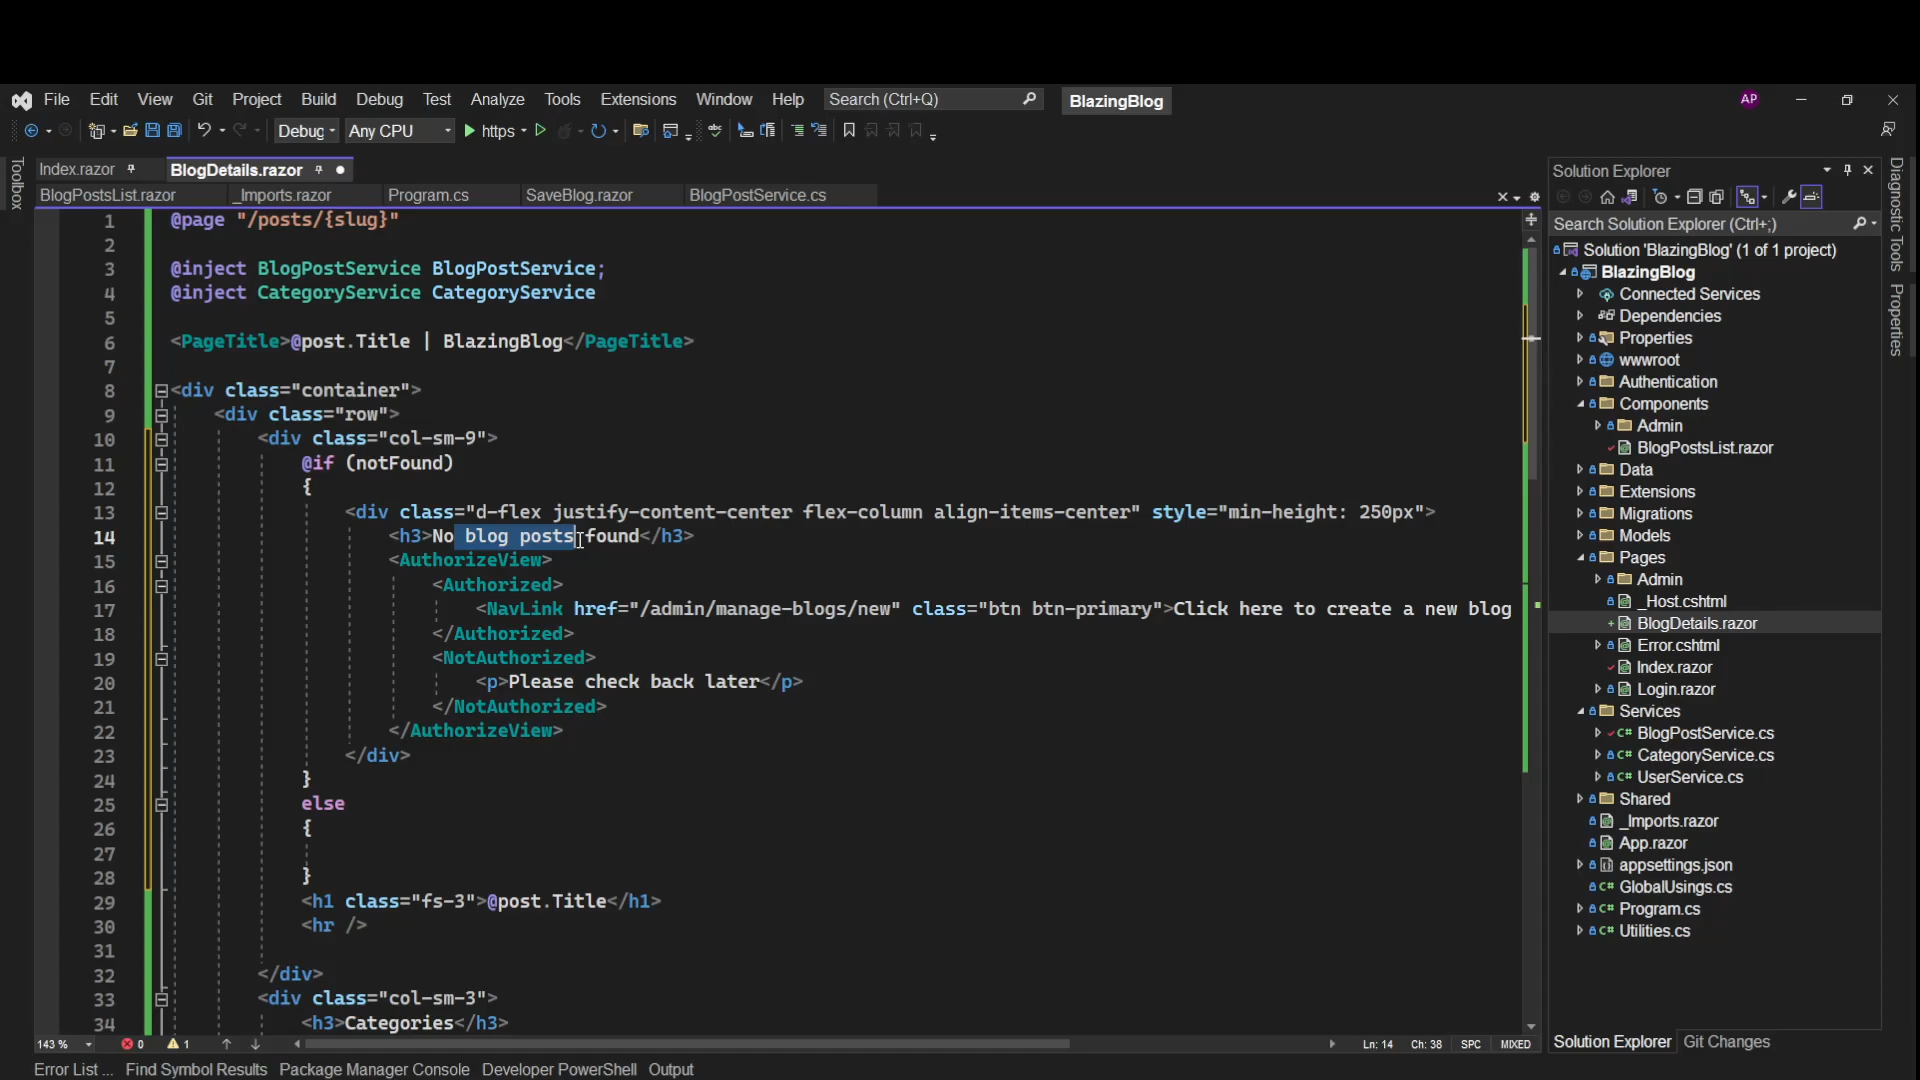 File Edit View Git Project Build Debug Test Analyze Tools Extensions Window Help Search (Ctrl+Q) BlazingBlog AP
Debug Any CPU https
Toolbox
Index.razor BlogDetails.razor
BlogPostsList.razor _Imports.razor Program.cs SaveBlog.razor BlogPostService.cs
1 @page "/posts/{slug}"
2
3 @inject BlogPostService BlogPostService;
4 @inject CategoryService CategoryService
5
6 <PageTitle>@post.Title | BlazingBlog</PageTitle>
7
8 <div class="container">
9 <div class="row">
10 <div class="col-sm-9">
11 @if (notFound)
12 {
13 <div class="d-flex justify-content-center flex-column align-items-center" style="min-height: 250px">
14 <h3>No blog posts found</h3>
15 <AuthorizeView>
16 <Authorized>
17 <NavLink href="/admin/manage-blogs/new" class="btn btn-primary">Click here to create a new blog
18 </Authorized>
19 <NotAuthorized>
20 <p>Please check back later</p>
21 </NotAuthorized>
22 </AuthorizeView>
23 </div>
24 }
25 else
26 {
27
28 }
29 <h1 class="fs-3">@post.Title</h1>
30 <hr />
31
32 </div>
33 <div class="col-sm-3">
34 <h3>Categories</h3>
143 % 0 1 Ln: 14 Ch: 38 SPC MIXED
Error List ... Find Symbol Results Package Manager Console Developer PowerShell Output
Solution Explorer
Search Solution Explorer (Ctrl+;)
Solution 'BlazingBlog' (1 of 1 project)
BlazingBlog
Connected Services
Dependencies
Properties
wwwroot
Authentication
Components
Admin
BlogPostsList.razor
Data
Extensions
Migrations
Models
Pages
Admin
_Host.cshtml
BlogDetails.razor
Error.cshtml
Index.razor
Login.razor
Services
C# BlogPostService.cs
C# CategoryService.cs
C# UserService.cs
Shared
_Imports.razor
App.razor
appsettings.json
C# GlobalUsings.cs
C# Program.cs
C# Utilities.cs
Solution Explorer Git Changes
Diagnostic Tools
Properties